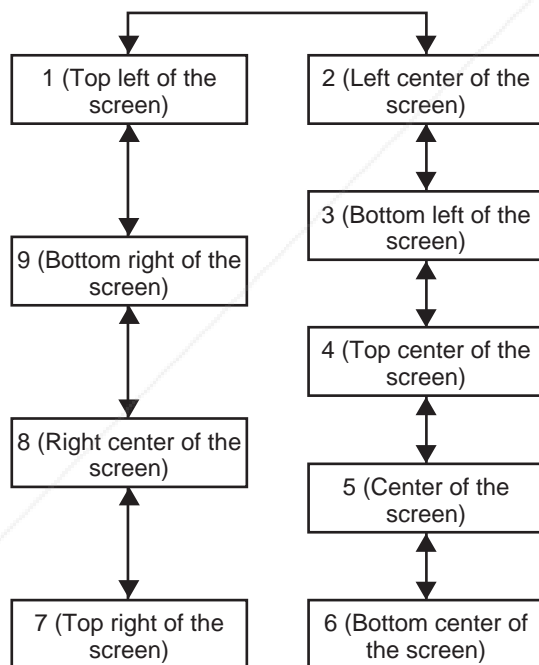 1 (Top left of the
screen)
2 (Left center of the
screen)
3 (Bottom left of the
screen)
9 (Bottom right of the
screen)
4 (Top center of the
screen)
8 (Right center of the
screen)
5 (Center of the
screen)
7 (Top right of the
screen)
6 (Bottom center of
the screen)